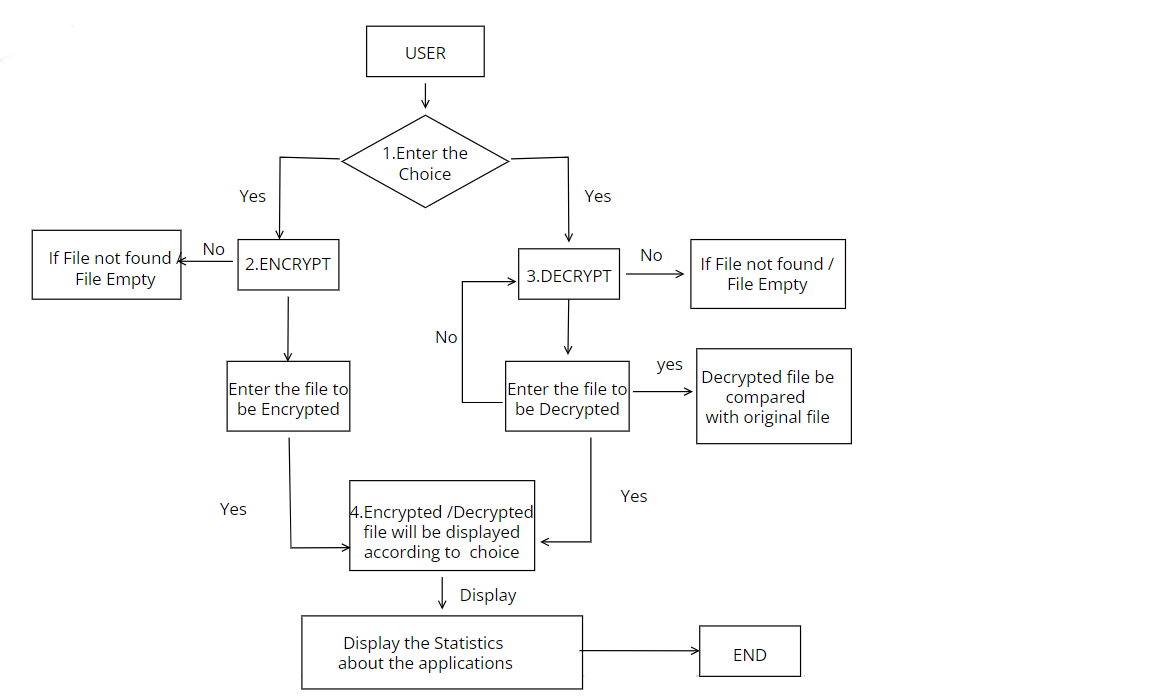 USER
1.Enter the
Choice
Yes
Yes
If File not found /
File Empty
No
2.ENCRYPT
3.DECRYPT
No
If File not found /
File Empty
No
Enter the file to
be Encrypted
Enter the file to
be Decrypted
yes
Decrypted file be
compared
with original file
Yes
4.Encrypted /Decrypted
file will be displayed
according to choice
Yes
Display
Display the Statistics
about the applications
END